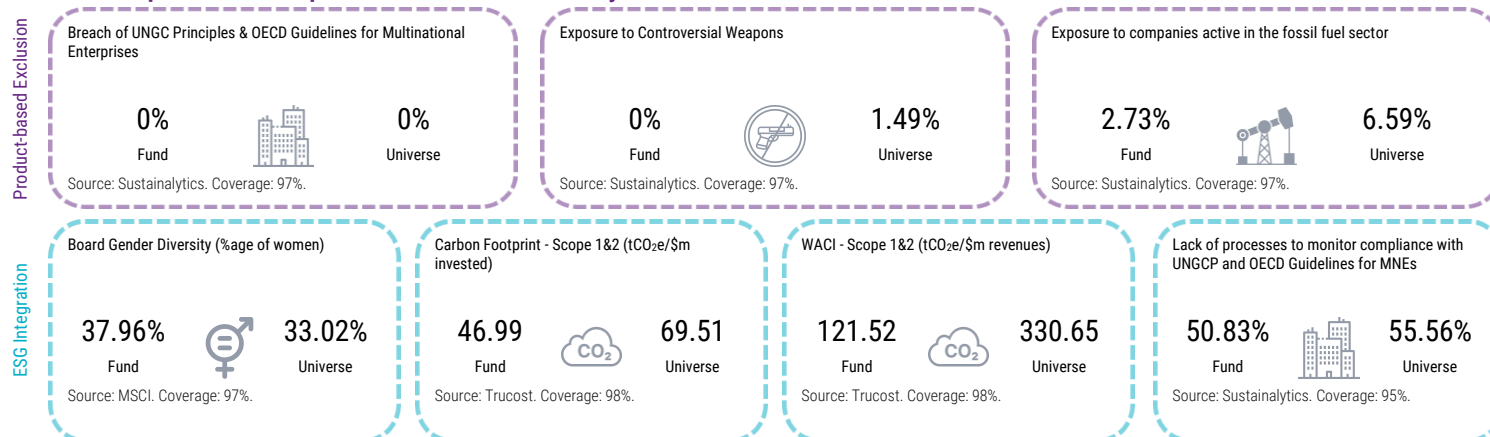 Product-based Exclusion
Breach of UNGC Principles & OECD Guidelines for Multinational
Enterprises
0%
0%
Fund
Universe
Source: Sustainalytics. Coverage: 97%.
Exposure to Controversial Weapons
0%
1.49%
Fund
Universe
Source: Sustainalytics. Coverage: 97%.
Exposure to companies active in the fossil fuel sector
2.73%
6.59%
Fund
Universe
Source: Sustainalytics. Coverage: 97%.
ESG Integration
Board Gender Diversity (%age of women)
37.96%
33.02%
Fund
Universe
Source: MSCI. Coverage: 97%.
Carbon Footprint - Scope 1&2 (tCO₂e/$m
invested)
46.99
CO₂
69.51
Fund
Universe
Source: Trucost. Coverage: 98%.
WACI - Scope 1&2 (tCO₂e/$m revenues)
121.52
CO₂
330.65
Fund
Universe
Source: Trucost. Coverage: 98%.
Lack of processes to monitor compliance with
UNGCP and OECD Guidelines for MNEs
50.83%
55.56%
Fund
Universe
Source: Sustainalytics. Coverage: 95%.